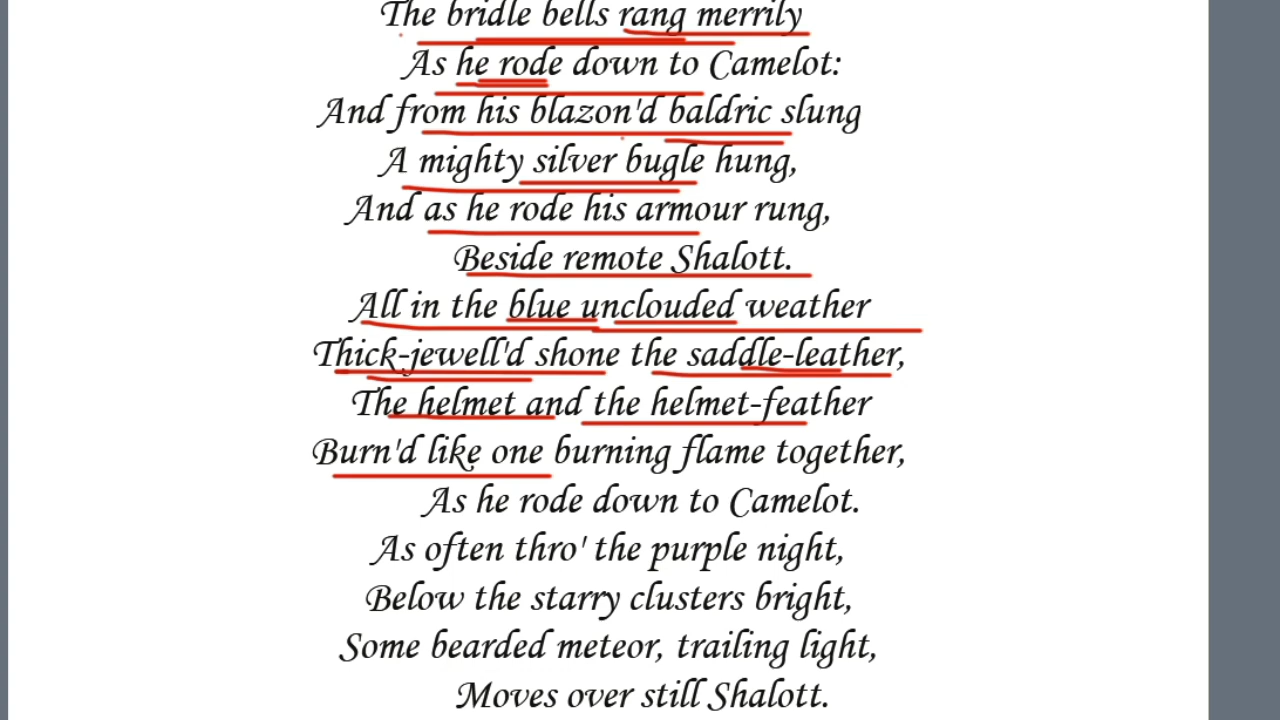 The bridle bells rang merrily
As he rode down to Camelot:
And from his blazon'd baldric slung
A mighty silver bugle hung,
And as he rode his armour rung,
Beside remote Shalott.
All in the blue unclouded weather
Thick-jewell'd shone the saddle-leather,
The helmet and the helmet-feather
Burn'd like one burning flame together,
As he rode down to Camelot.
As often thro' the purple night,
Below the starry clusters bright,
Some bearded meteor, trailing light,
Moves over still Shalott.